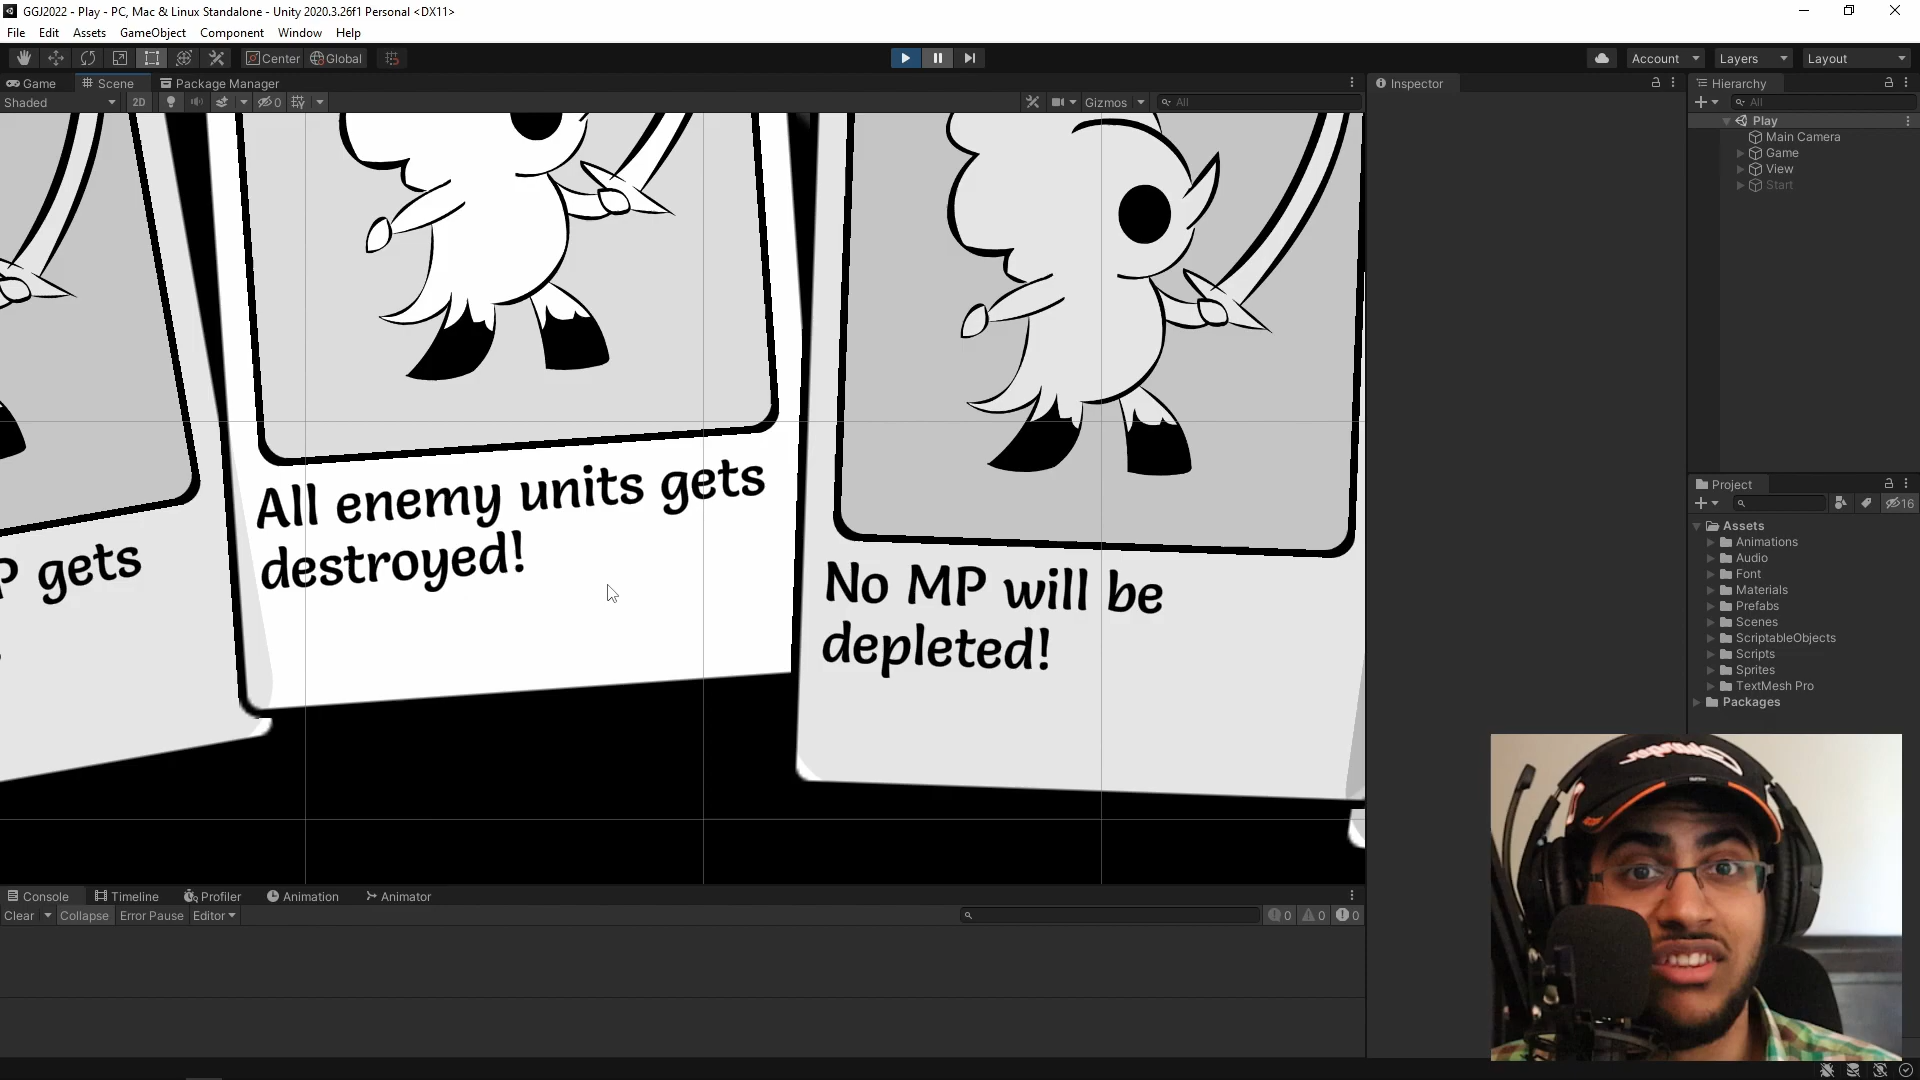 GGJ2022 - Play - PC, Mac & Linux Standalone - Unity 2020.3.26f1 Personal <DX11>
File Edit Assets GameObject Component Window Help
Center Global
Account Layers Layout
Game Scene Package Manager
Shaded 2D 0 Gizmos All
P gets
All enemy units gets
destroyed!
No MP will be
depleted!
Inspector
Hierarchy
All
Play
Main Camera
Game
View
Start
Project
16
Assets
Animations
Audio
Font
Materials
Prefabs
Scenes
ScriptableObjects
Scripts
Sprites
TextMesh Pro
Packages
Console Timeline Profiler Animation Animator
Clear Collapse Error Pause Editor 0 0 0